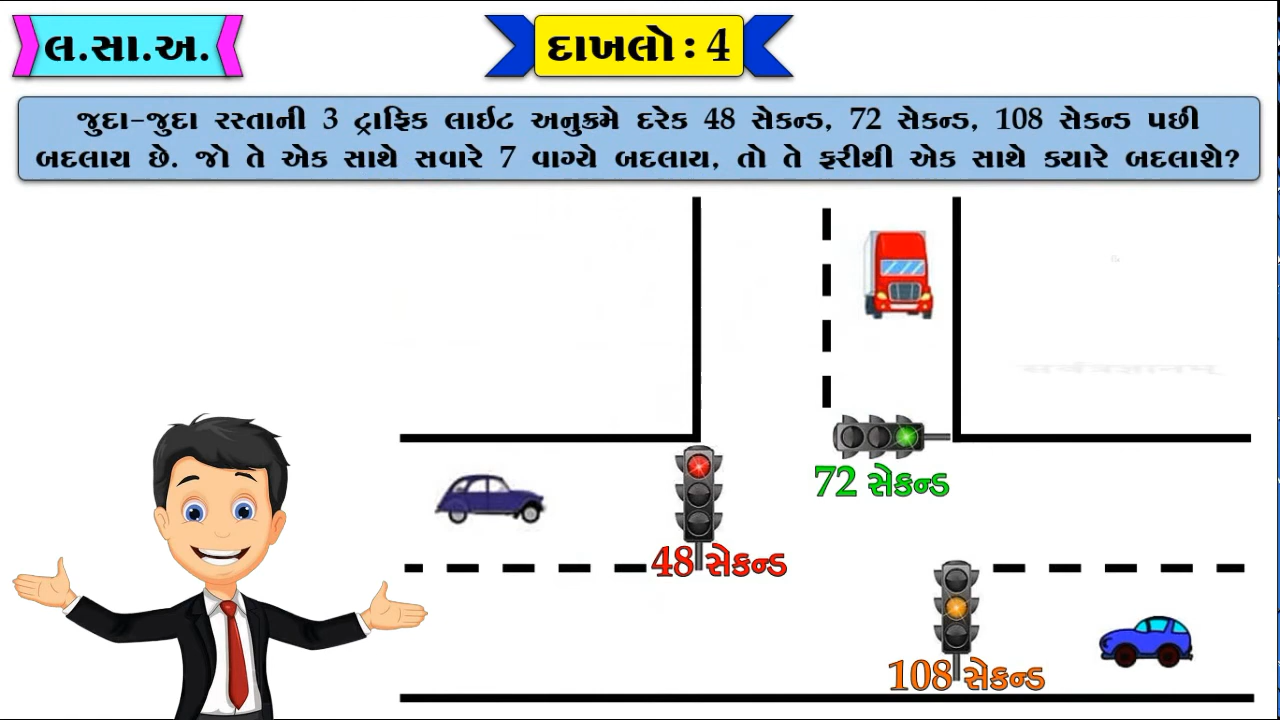 લ.સા.અ.
દાખલો : 4
જુદા-જુદા રસ્તાની 3 ટ્રાફિક લાઈટ અનુક્રમે દરેક 48 સેકન્ડ, 72 સેકન્ડ, 108 સેકન્ડ પછી
બદલાય છે. જો તે એક સાથે સવારે 7 વાગ્યે બદલાય, તો તે ફરીથી એક સાથે ક્યારે બદલાશે?
72 સેકન્ડ
48 સેકન્ડ
108 સેકન્ડ